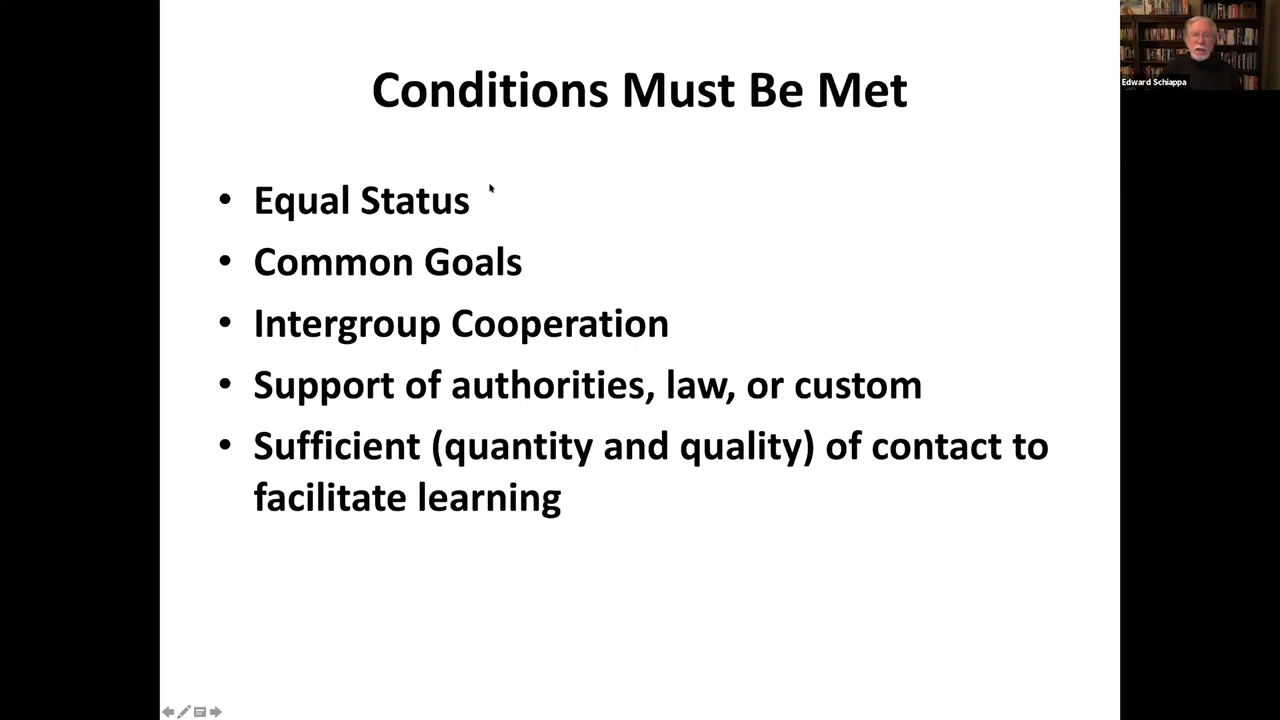 Conditions Must Be Met
• Equal Status
• Common Goals
• Intergroup Cooperation
• Support of authorities, law, or custom
• Sufficient (quantity and quality) of contact to
facilitate learning
Edward Schiappa